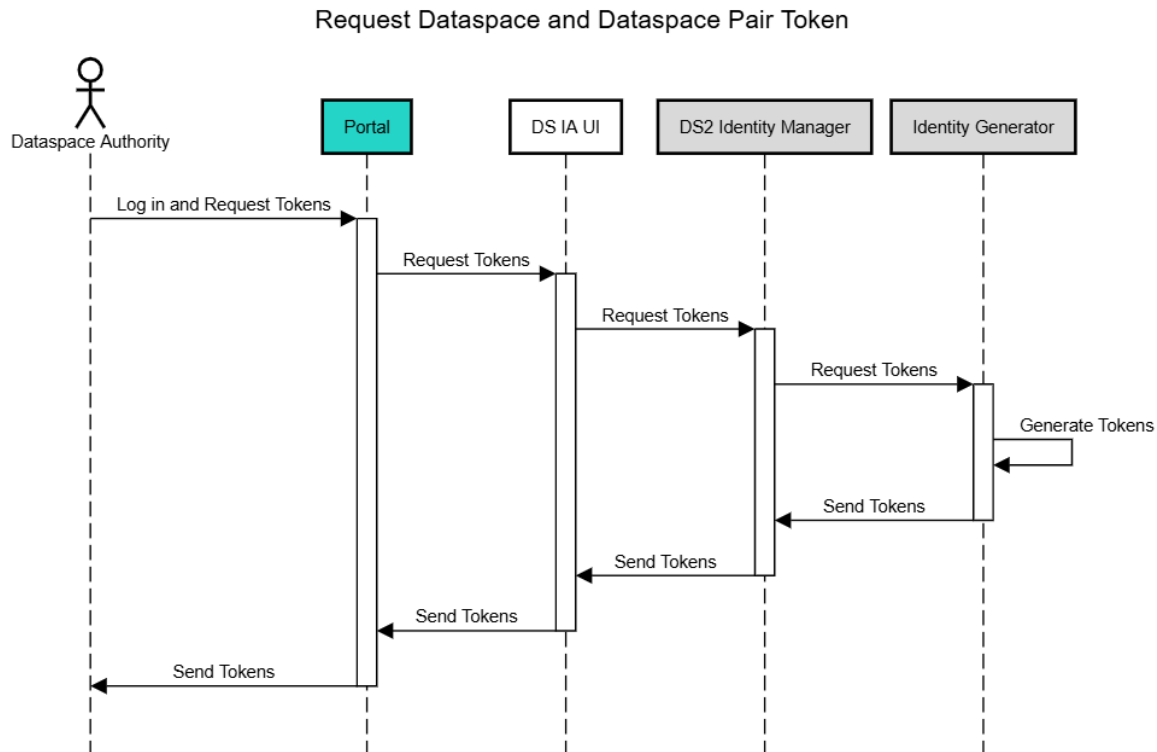 Request Dataspace and Dataspace Pair Token
Dataspace Authority
Portal
DS IA UI
DS2 Identity Manager
Identity Generator
Log in and Request Tokens
Request Tokens
Request Tokens
Request Tokens
Generate Tokens
Send Tokens
Send Tokens
Send Tokens
Send Tokens